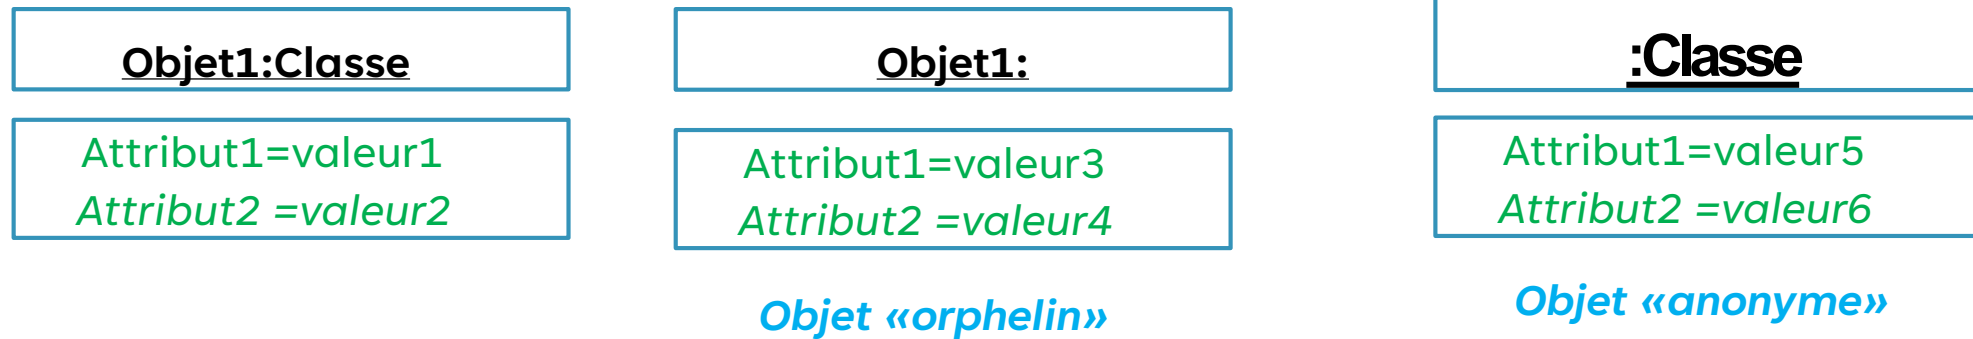 Objet1:Classe
Attribut1=valeur1
Attribut2 =valeur2
Objet1:
Attribut1=valeur3
Attribut2 =valeur4
Objet «orphelin»
:Classe
Attribut1=valeur5
Attribut2 =valeur6
Objet «anonyme»